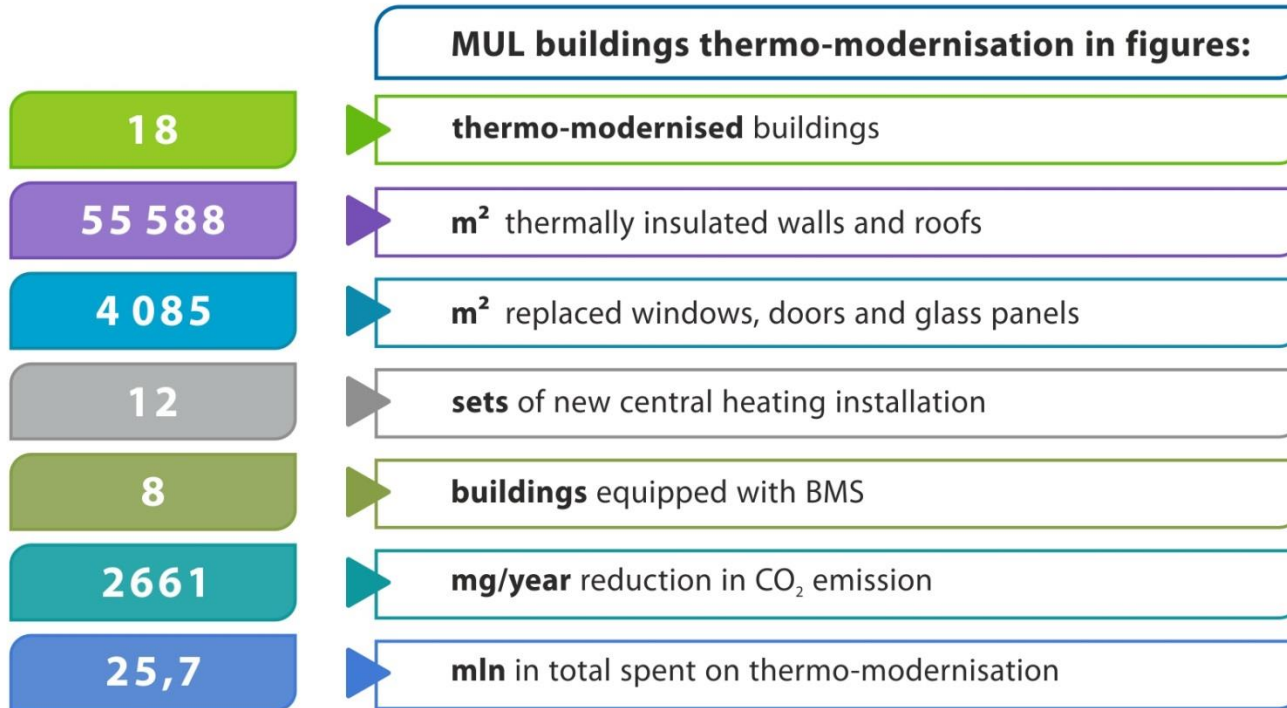 MUL buildings thermo-modernisation in figures:
18
thermo-modernised buildings
55 588
m² thermally insulated walls and roofs
4 085
m² replaced windows, doors and glass panels
12
sets of new central heating installation
8
buildings equipped with BMS
2661
mg/year reduction in CO₂ emission
25,7
mln in total spent on thermo-modernisation